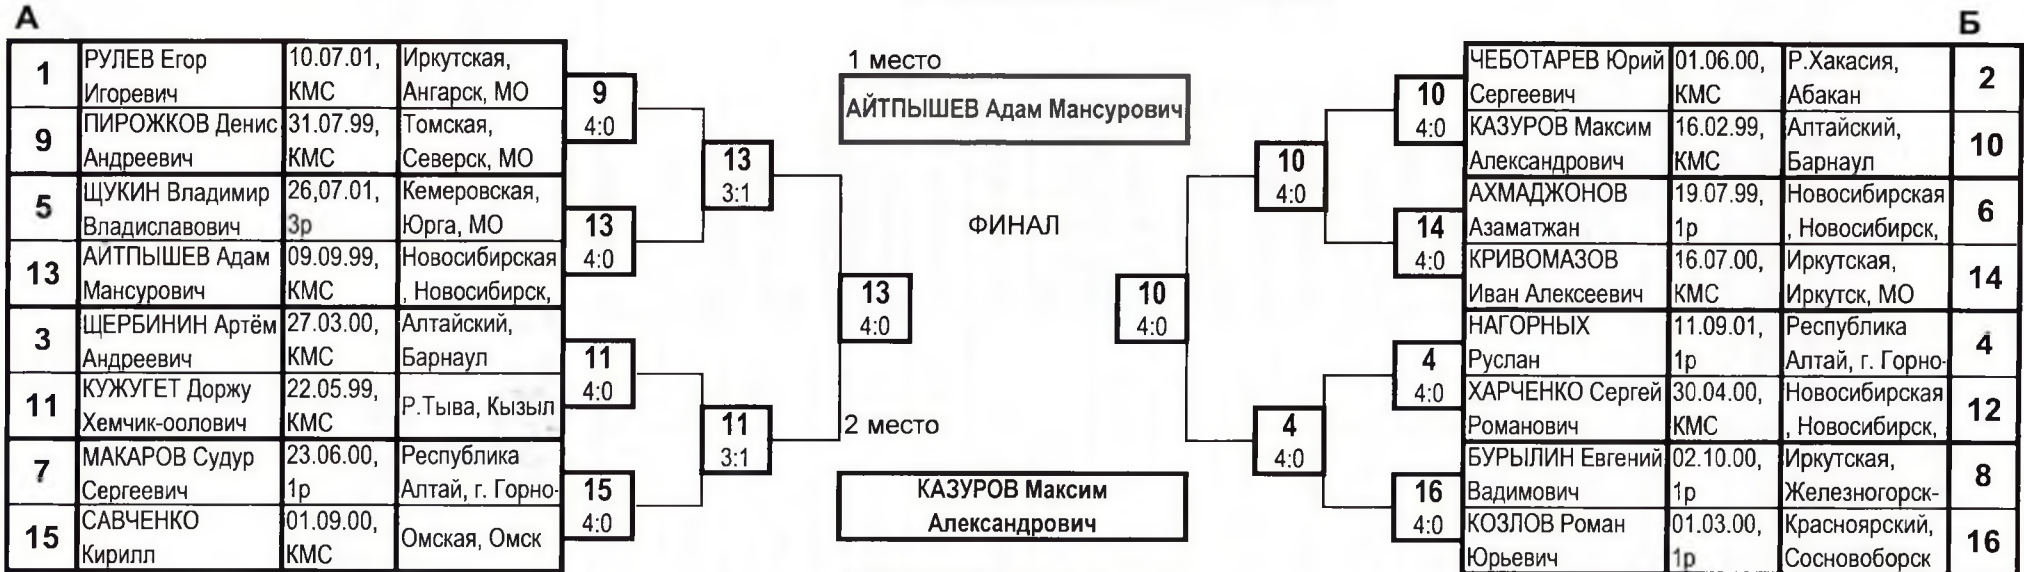 А
1
РУЛЕВ Егор
Игоревич
10.07.01,
КМС
Иркутская,
Ангарск, МО
9
ПИРОЖКОВ Денис
Андреевич
31.07.99,
КМС
Томская,
Северск, МО
5
ЩУКИН Владимир
Владиславович
26,07.01,
3р
Кемеровская,
Юрга, МО
13
АЙТПЫШЕВ Адам
Мансурович
09.09.99,
КМС
Новосибирская
, Новосибирск,
3
ЩЕРБИНИН Артём
Андреевич
27.03.00,
КМС
Алтайский,
Барнаул
11
КУЖУГЕТ Доржу
Хемчик-оолович
22.05.99,
КМС
Р.Тыва, Кызыл
7
МАКАРОВ Судур
Сергеевич
23.06.00,
1р
Республика
Алтай, г. Горно-
15
САВЧЕНКО
Кирилл
01.09.00,
КМС
Омская, Омск
9
4:0
13
4:0
11
4:0
15
4:0
13
3:1
11
3:1
13
4:0
1 место
АЙТПЫШЕВ Адам Мансурович
ФИНАЛ
2 место
КАЗУРОВ Максим
Александрович
10
4:0
10
4:0
4
4:0
10
4:0
14
4:0
4
4:0
16
4:0
Б
ЧЕБОТАРЕВ Юрий
Сергеевич
01.06.00,
КМС
Р.Хакасия,
Абакан
2
КАЗУРОВ Максим
Александрович
16.02.99,
КМС
Алтайский,
Барнаул
10
АХМАДЖОНОВ
Азаматжан
19.07.99,
1р
Новосибирская
, Новосибирск,
6
КРИВОМАЗОВ
Иван Алексеевич
16.07.00,
КМС
Иркутская,
Иркутск, МО
14
НАГОРНЫХ
Руслан
11.09.01,
1р
Республика
Алтай, г. Горно-
4
ХАРЧЕНКО Сергей
Романович
30.04.00,
КМС
Новосибирская
, Новосибирск,
12
БУРЫЛИН Евгений
Вадимович
02.10.00,
1р
Иркутская,
Железногорск-
8
КОЗЛОВ Роман
Юрьевич
01.03.00,
1р
Красноярский,
Сосновоборск
16